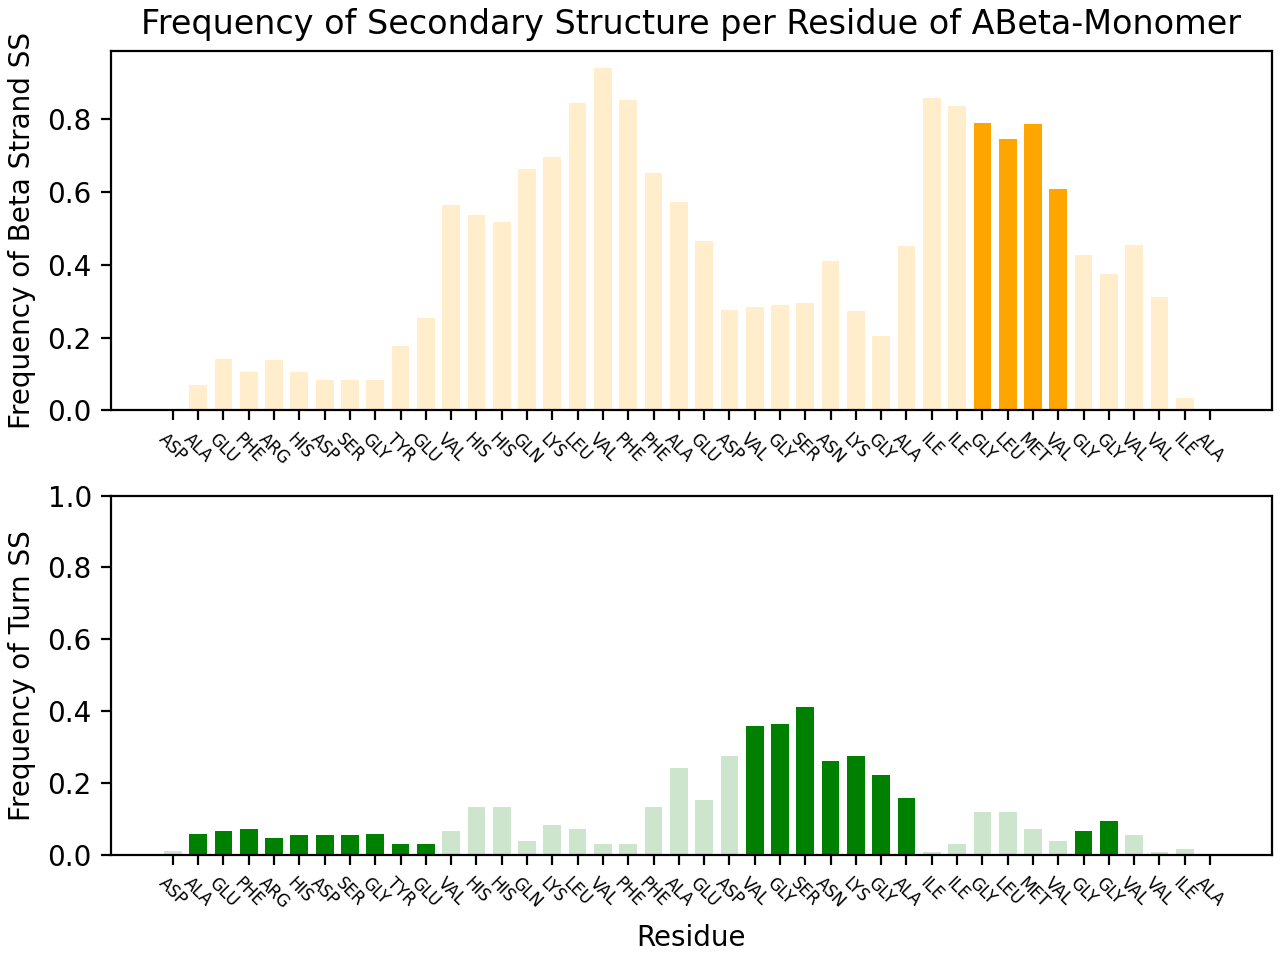 Frequency of Secondary Structure per Residue of ABeta-Monomer
Frequency of Beta Strand SS
0.8
0.6
0.4
0.2
0.0
ASP ALA GLU PHE ARG HIS ASP SER GLY TYR GLU VAL HIS HIS GLN LYS LEU VAL PHE PHE ALA GLU ASP VAL GLY SER ASN LYS GLY ALA ILE ILE GLY LEU MET VAL GLY GLY VAL VAL ILE ALA
Frequency of Turn SS
1.0
0.8
0.6
0.4
0.2
0.0
ASP ALA GLU PHE ARG HIS ASP SER GLY TYR GLU VAL HIS HIS GLN LYS LEU VAL PHE PHE ALA GLU ASP VAL GLY SER ASN LYS GLY ALA ILE ILE GLY LEU MET VAL GLY GLY VAL VAL ILE ALA
Residue